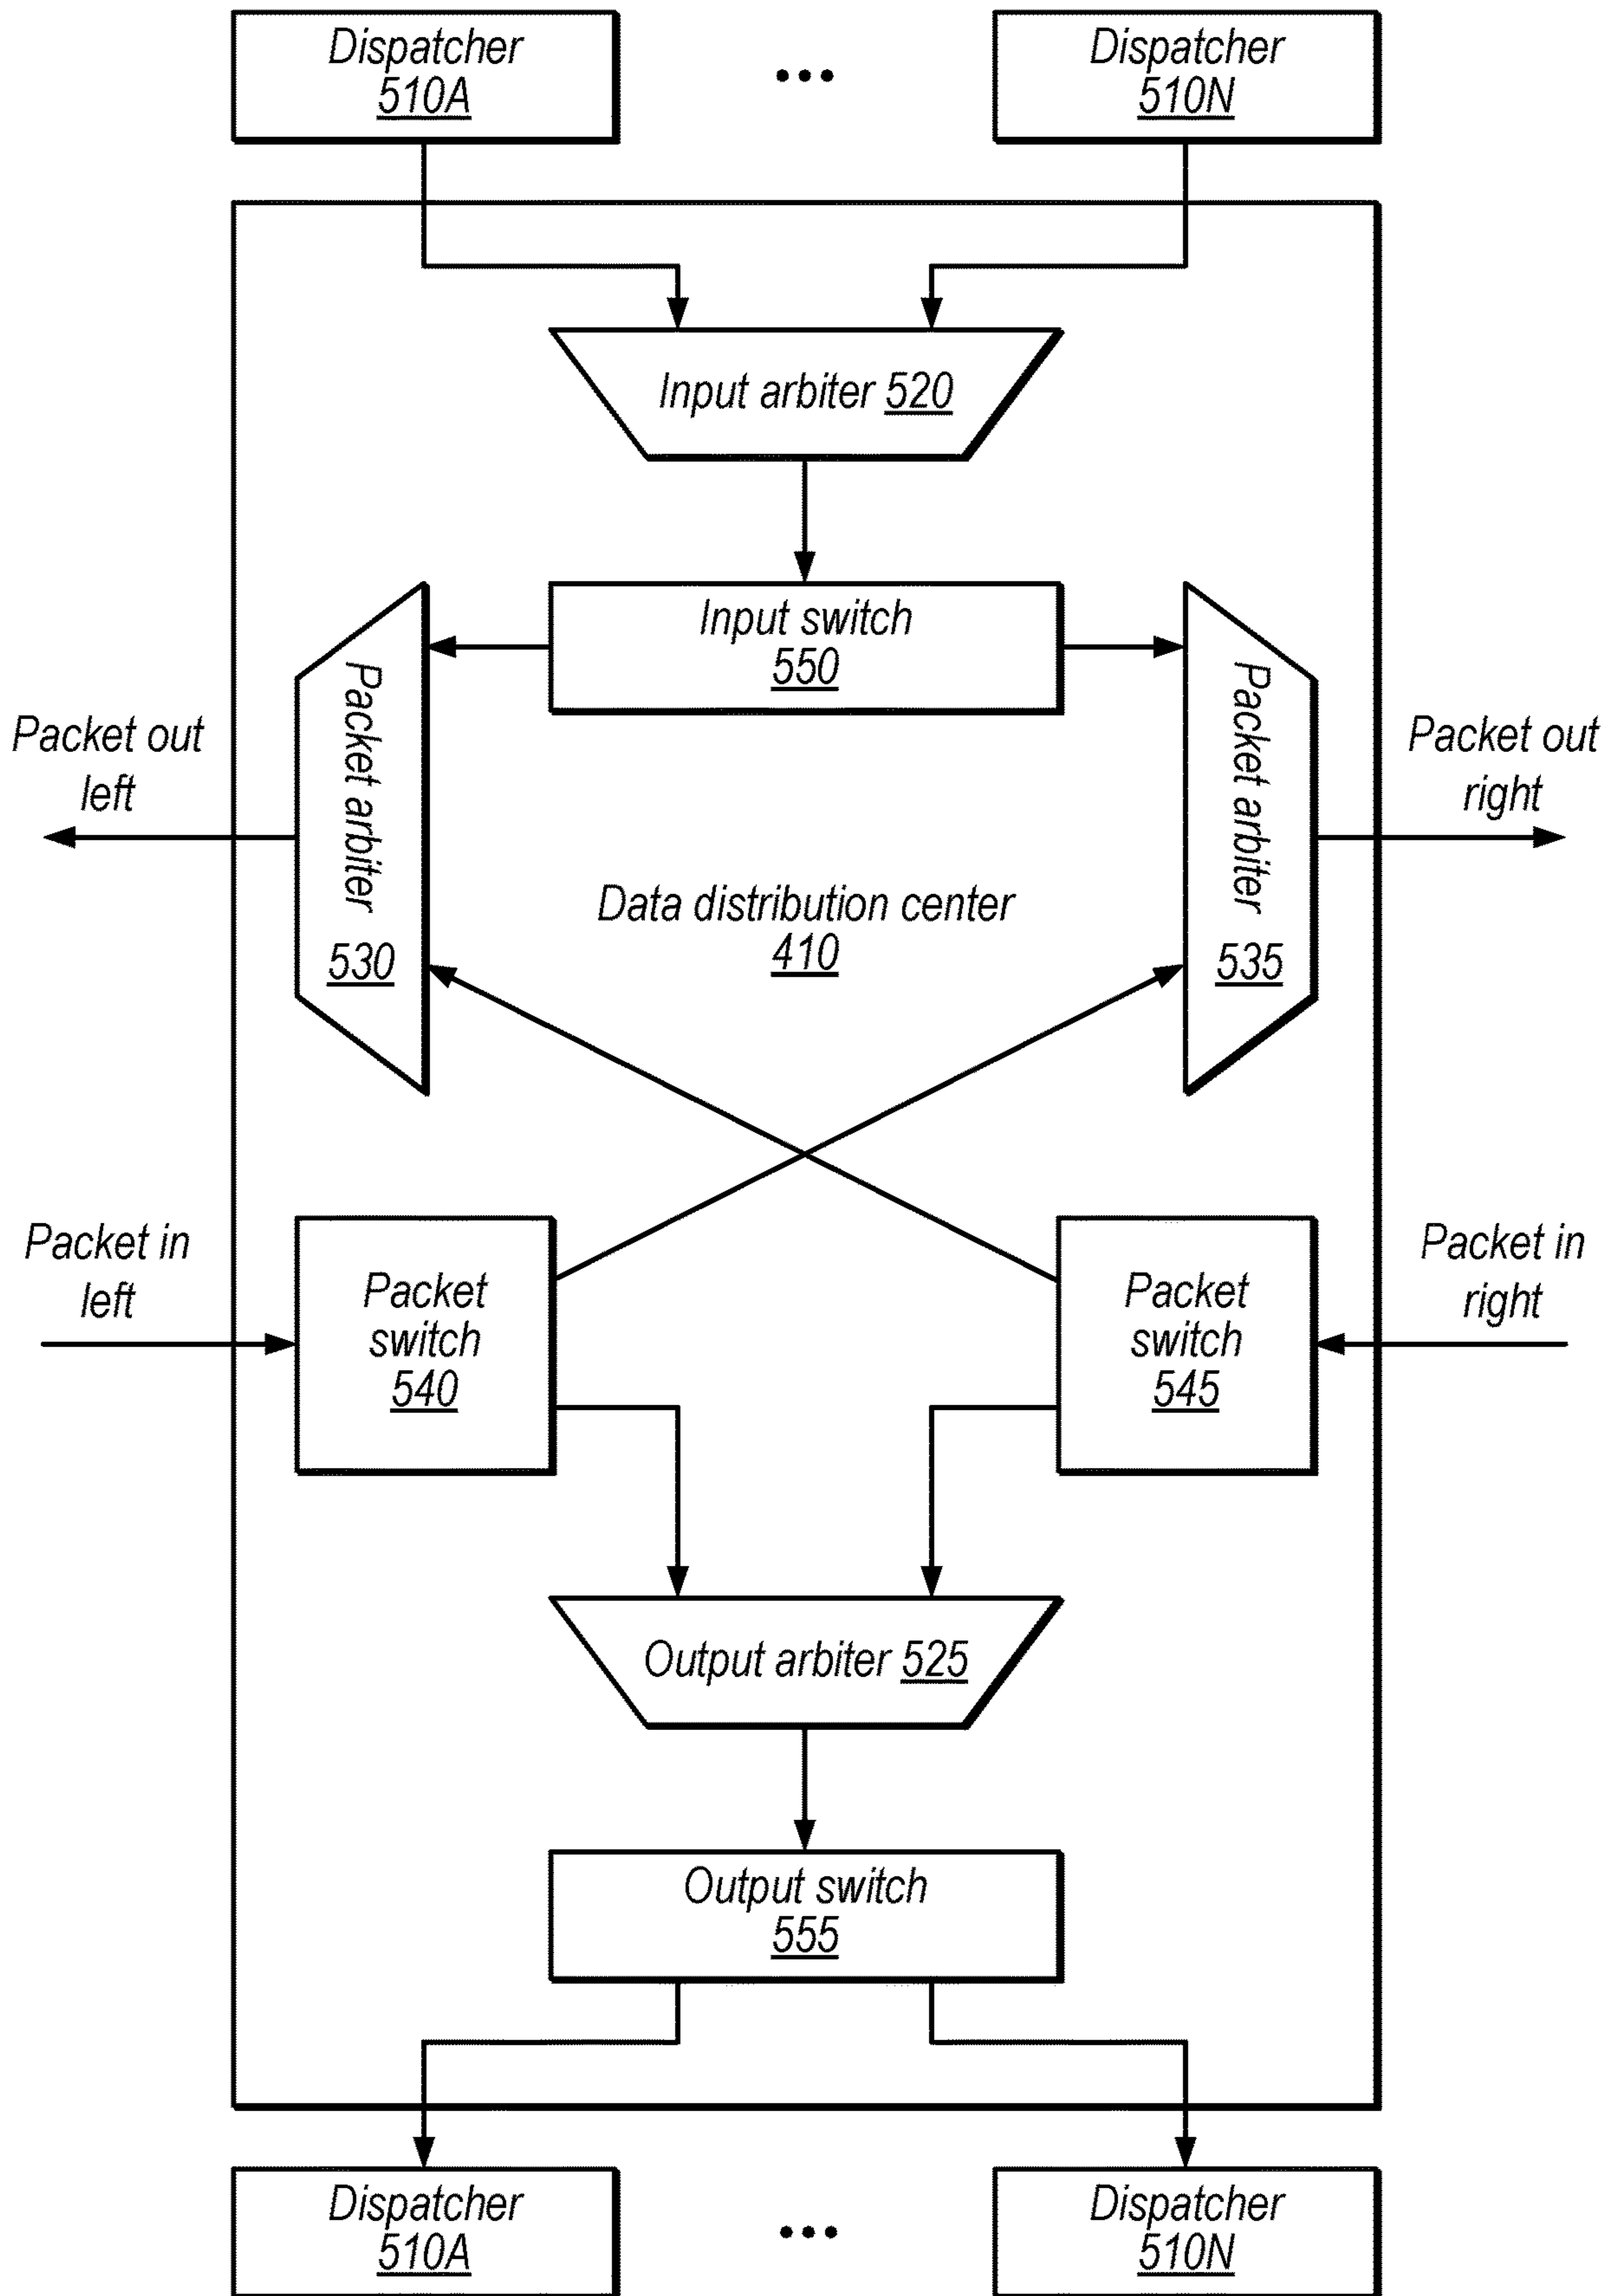 Dispatcher
510A
...
Dispatcher
510N
Input arbiter 520
Input switch
550
Packet out
left
Packet arbiter
530
Packet arbiter
535
Packet out
right
Data distribution center
410
Packet in
left
Packet
switch
540
Packet
switch
545
Packet in
right
Output arbiter 525
Output switch
555
Dispatcher
510A
...
Dispatcher
510N